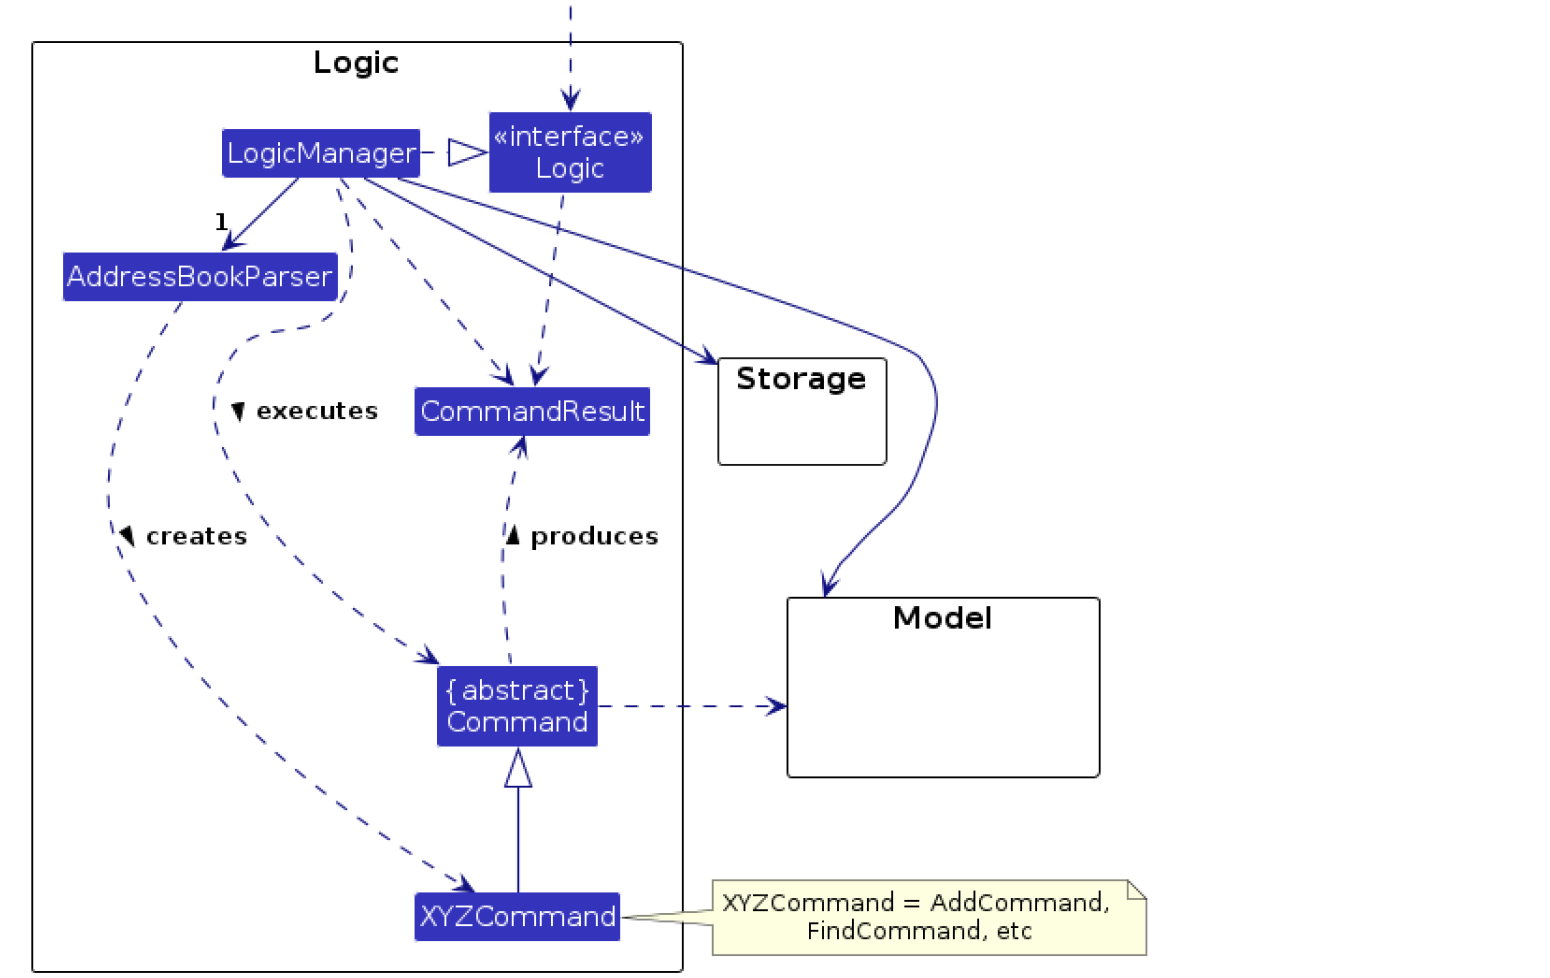 Logic
«interface»
Logic
LogicManager
1
AddressBookParser
Storage
executes
CommandResult
creates
produces
Model
{abstract}
Command
XYZCommand
XYZCommand = AddCommand,
FindCommand, etc